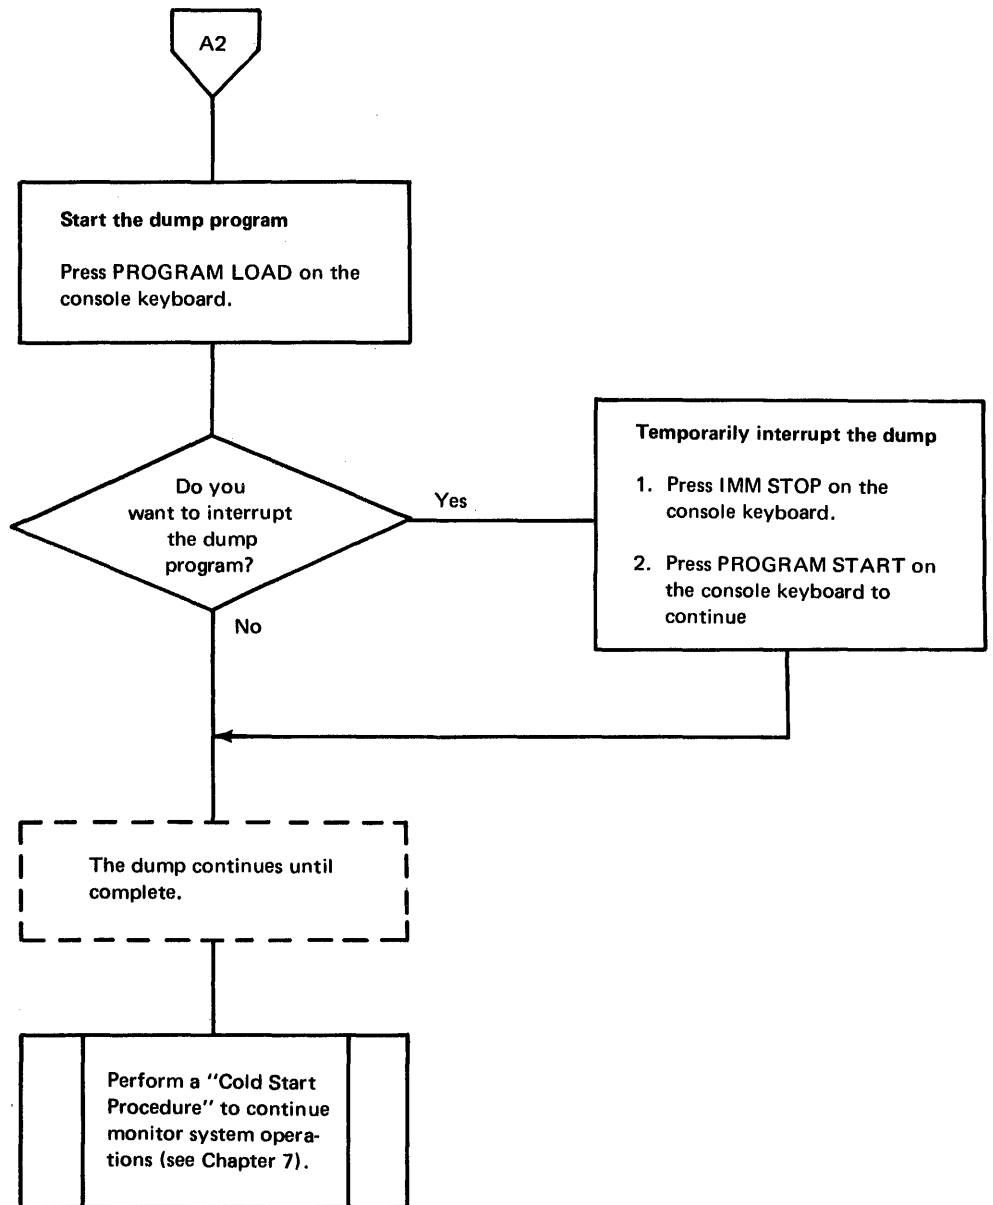 A2
Start the dump program
Press PROGRAM LOAD on the
console keyboard.
Do you
want to interrupt
the dump
program?
Yes
No
Temporarily interrupt the dump
1. Press IMM STOP on the
console keyboard.
2. Press PROGRAM START on
the console keyboard to
continue
The dump continues until
complete.
Perform a "Cold Start
Procedure" to continue
monitor system opera-
tions (see Chapter 7).